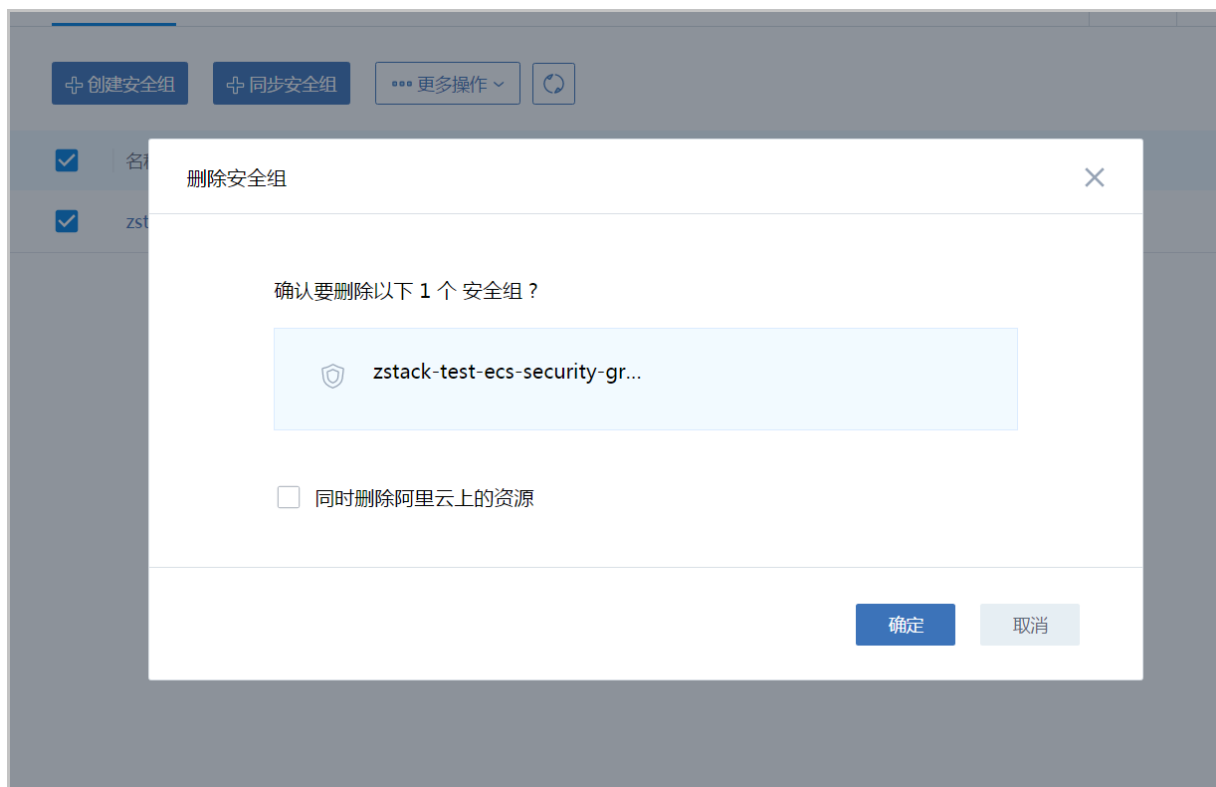 创建安全组 同步安全组 更多操作
删除安全组
确认要删除以下 1 个 安全组？
zstack-test-ecs-security-gr...
同时删除阿里云上的资源
确定 取消